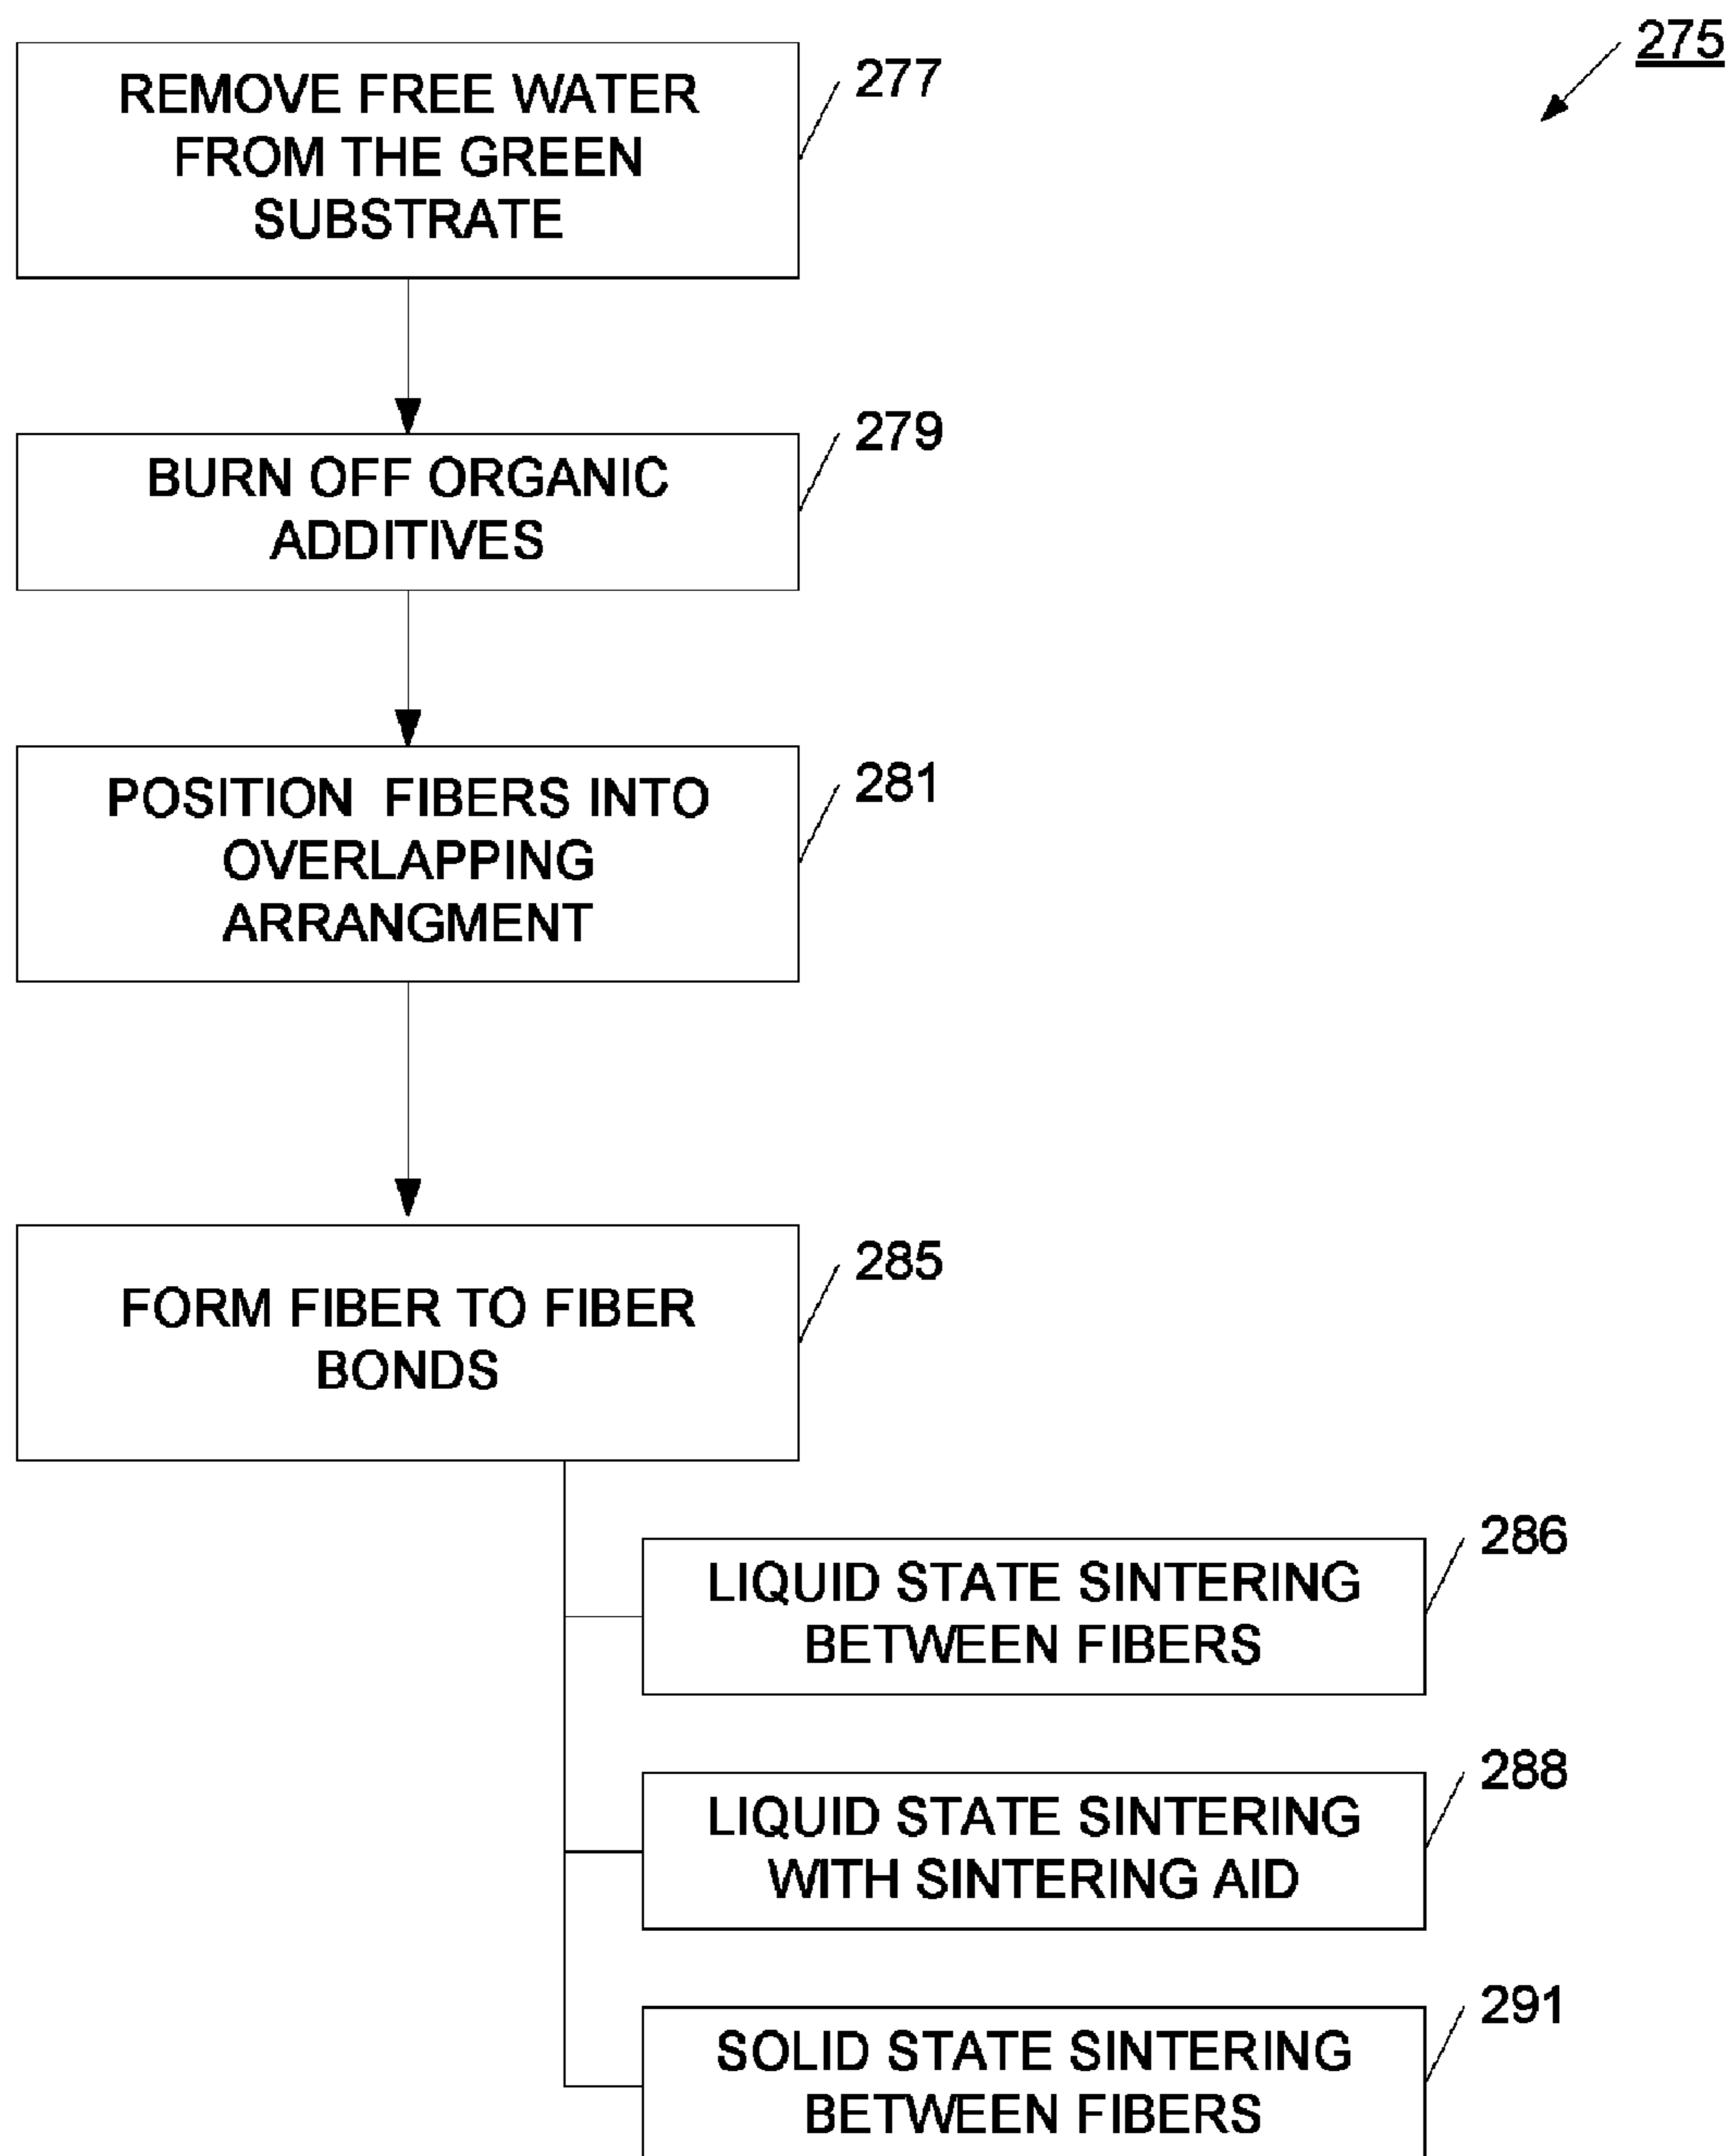 275
REMOVE FREE WATER
FROM THE GREEN
SUBSTRATE
277
BURN OFF ORGANIC
ADDITIVES
279
POSITION FIBERS INTO
OVERLAPPING
ARRANGMENT
281
FORM FIBER TO FIBER
BONDS
285
LIQUID STATE SINTERING
BETWEEN FIBERS
286
LIQUID STATE SINTERING
WITH SINTERING AID
288
SOLID STATE SINTERING
BETWEEN FIBERS
291